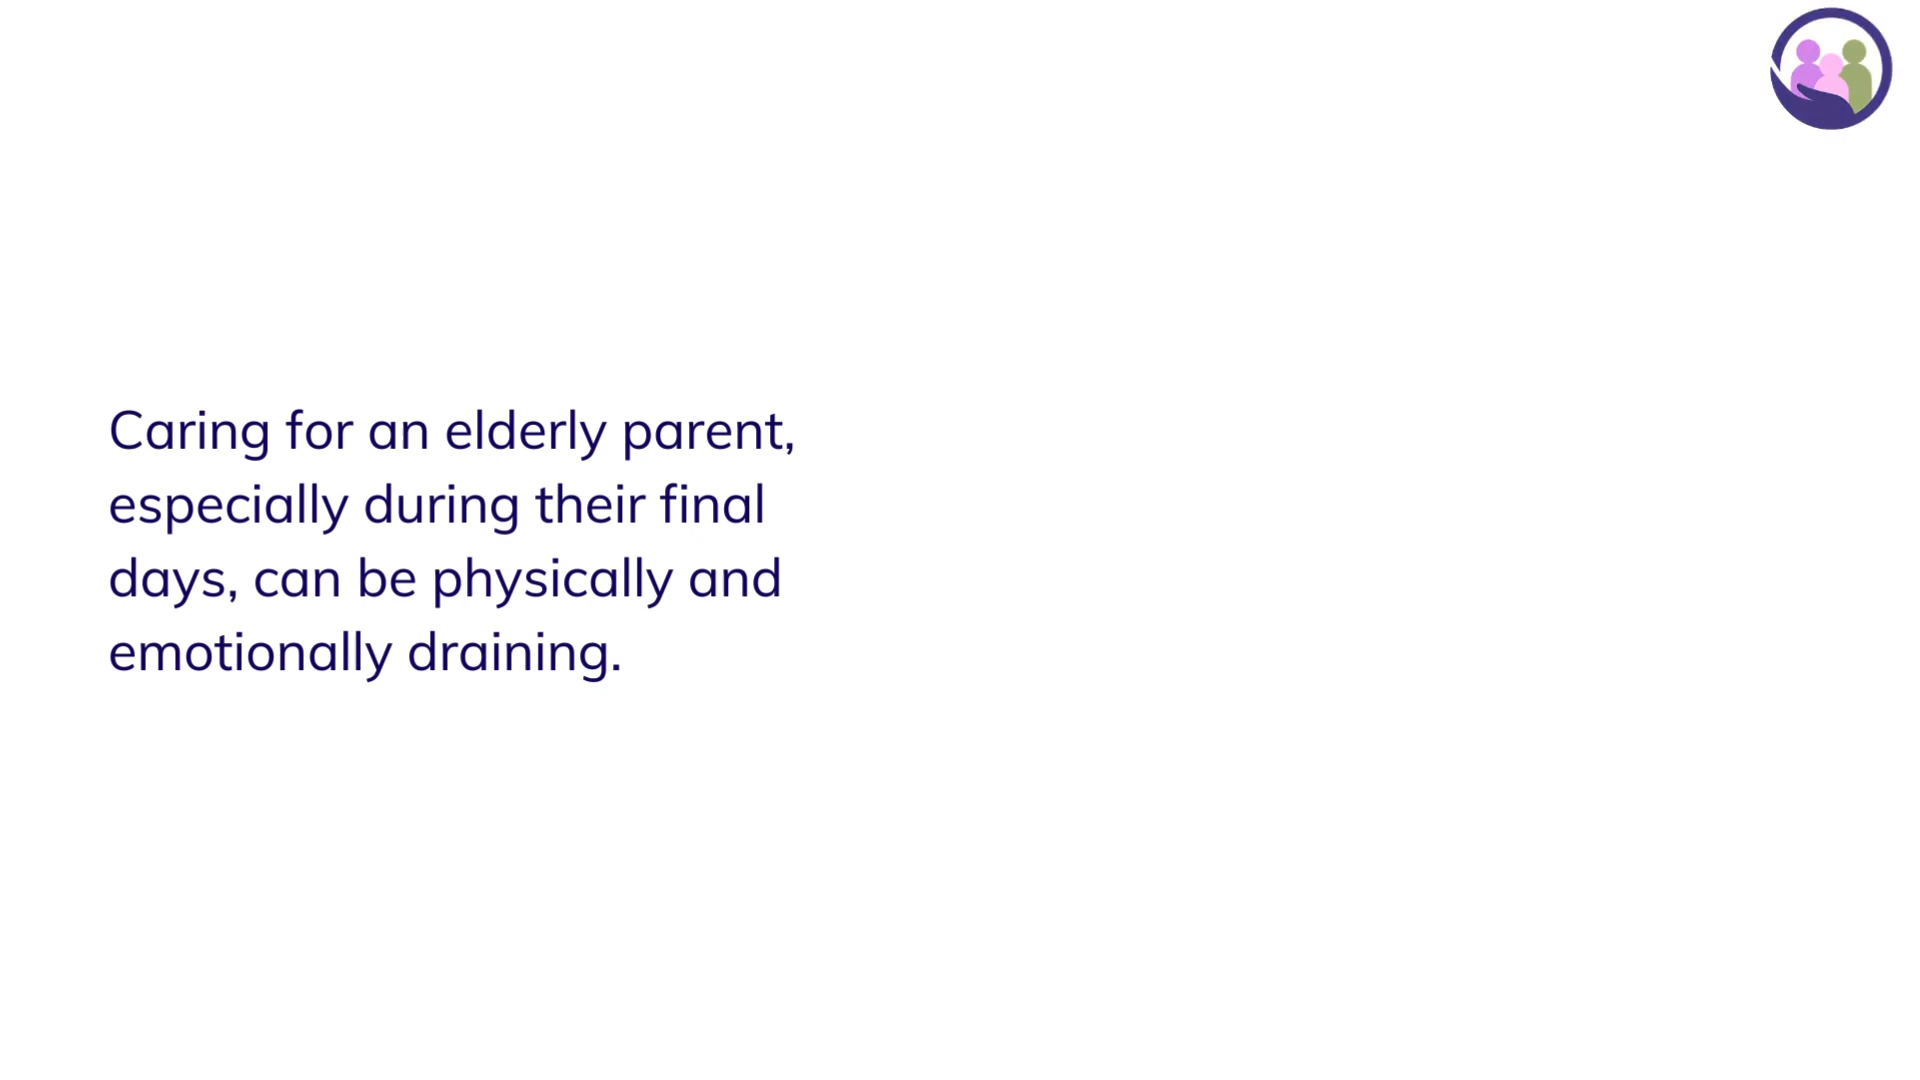 Caring for an elderly parent,
especially during their final
days, can be physically and
emotionally draining.